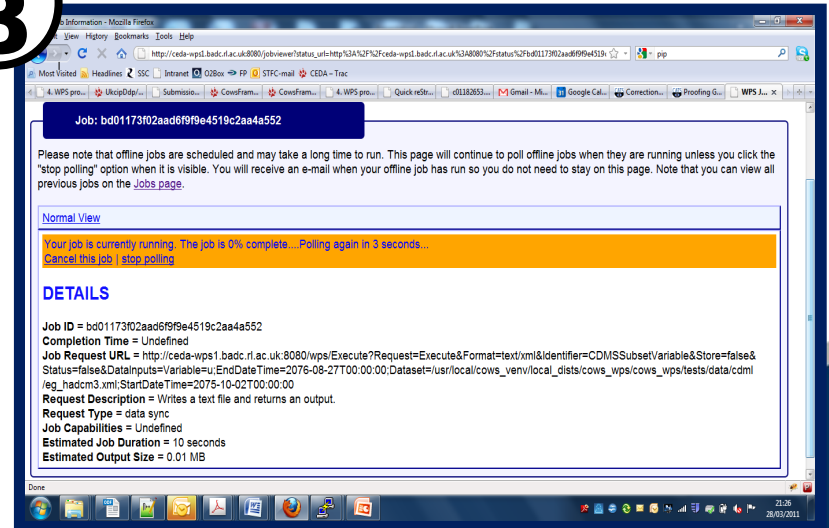 3
Job Information - Mozilla Firefox
View History Bookmarks Tools Help
http://ceda-wps1.badc.rl.ac.uk:8080/jobviewer?status_url=http%3A%2F%2Fceda-wps1.badc.rl.ac.uk%3A8080%2Fstatus%2Fbd01173f02aad6f9f9e4519c
pip
Most Visited Headlines SSC Intranet O2Box FP STFC-mail CEDA - Trac
4. WPS pro... UkcipDdp/... Submissio... CowsFram... CowsFram... 4. WPS pro... Quick reStr... c01182653... Gmail - Mi... Google Cal... Correction... Proofing G... WPS J...
Job: bd01173f02aad6f9f9e4519c2aa4a552
Please note that offline jobs are scheduled and may take a long time to run. This page will continue to poll offline jobs when they are running unless you click the
"stop polling" option when it is visible. You will receive an e-mail when your offline job has run so you do not need to stay on this page. Note that you can view all
previous jobs on the Jobs page.
Normal View
Your job is currently running. The job is 0% complete....Polling again in 3 seconds...
Cancel this job | stop polling
DETAILS
Job ID = bd01173f02aad6f9f9e4519c2aa4a552
Completion Time = Undefined
Job Request URL = http://ceda-wps1.badc.rl.ac.uk:8080/wps/Execute?Request=Execute&Format=text/xml&Identifier=CDMSSubsetVariable&Store=false&
Status=false&DataInputs=Variable=u;EndDateTime=2076-08-27T00:00:00;Dataset=/usr/local/cows_venv/local_dists/cows_wps/cows_wps/tests/data/cdml
/eg_hadcm3.xml;StartDateTime=2075-10-02T00:00:00
Request Description = Writes a text file and returns an output.
Request Type = data sync
Job Capabilities = Undefined
Estimated Job Duration = 10 seconds
Estimated Output Size = 0.01 MB
Done
21:26
28/03/2011